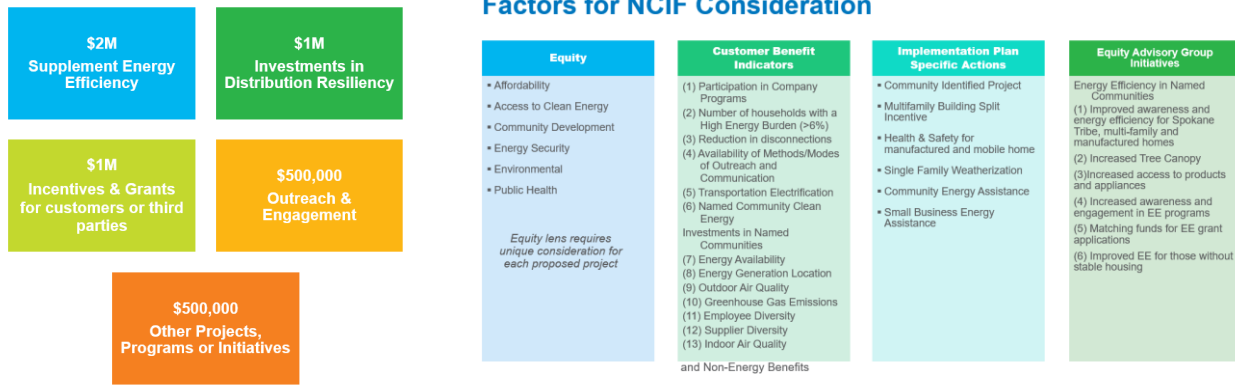 $2M
Supplement Energy
Efficiency
$1M
Investments in
Distribution Resiliency
$1M
Incentives & Grants
for customers or third
parties
$500,000
Outreach &
Engagement
$500,000
Other Projects,
Programs or Initiatives
Factors for NCIF Consideration
Equity
▪ Affordability
▪ Access to Clean Energy
▪ Community Development
▪ Energy Security
▪ Environmental
▪ Public Health
Equity lens requires
unique consideration for
each proposed project
Customer Benefit
Indicators
(1) Participation in Company
Programs
(2) Number of households with a
High Energy Burden (>6%)
(3) Reduction in disconnections
(4) Availability of Methods/Modes
of Outreach and
Communication
(5) Transportation Electrification
(6) Named Community Clean
Energy
Investments in Named
Communities
(7) Energy Availability
(8) Energy Generation Location
(9) Outdoor Air Quality
(10) Greenhouse Gas Emissions
(11) Employee Diversity
(12) Supplier Diversity
(13) Indoor Air Quality
and Non-Energy Benefits
Implementation Plan
Specific Actions
▪ Community Identified Project
▪ Multifamily Building Split
Incentive
▪ Health & Safety for
manufactured and mobile home
▪ Single Family Weatherization
▪ Community Energy Assistance
▪ Small Business Energy
Assistance
Equity Advisory Group
Initiatives
Energy Efficiency in Named
Communities
(1) Improved awareness and
energy efficiency for Spokane
Tribe, multi-family and
manufactured homes
(2) Increased Tree Canopy
(3)Increased access to products
and appliances
(4) Increased awareness and
engagement in EE programs
(5) Matching funds for EE grant
applications
(6) Improved EE for those without
stable housing